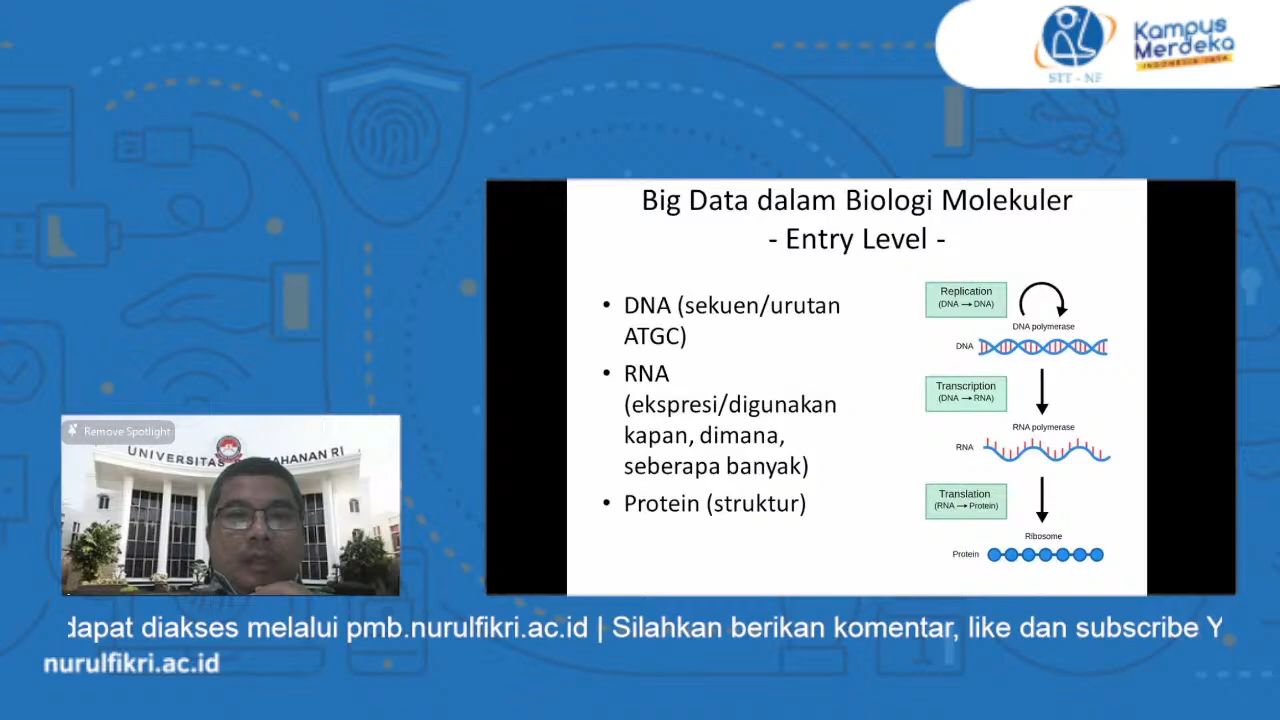 STT - NF
Kampus
Merdeka
INDONESIA JAYA
Big Data dalam Biologi Molekuler
- Entry Level -
• DNA (sekuen/urutan
ATGC)
• RNA
(ekspresi/digunakan
kapan, dimana,
seberapa banyak)
• Protein (struktur)
Replication
(DNA → DNA)
DNA polymerase
DNA
Transcription
(DNA → RNA)
RNA polymerase
RNA
Translation
(RNA → Protein)
Ribosome
Protein
Remove Spotlight
UNIVERSITAS TAHANAN RI
dapat diakses melalui pmb.nurulfikri.ac.id | Silahkan berikan komentar, like dan subscribe Y
nurulfikri.ac.id